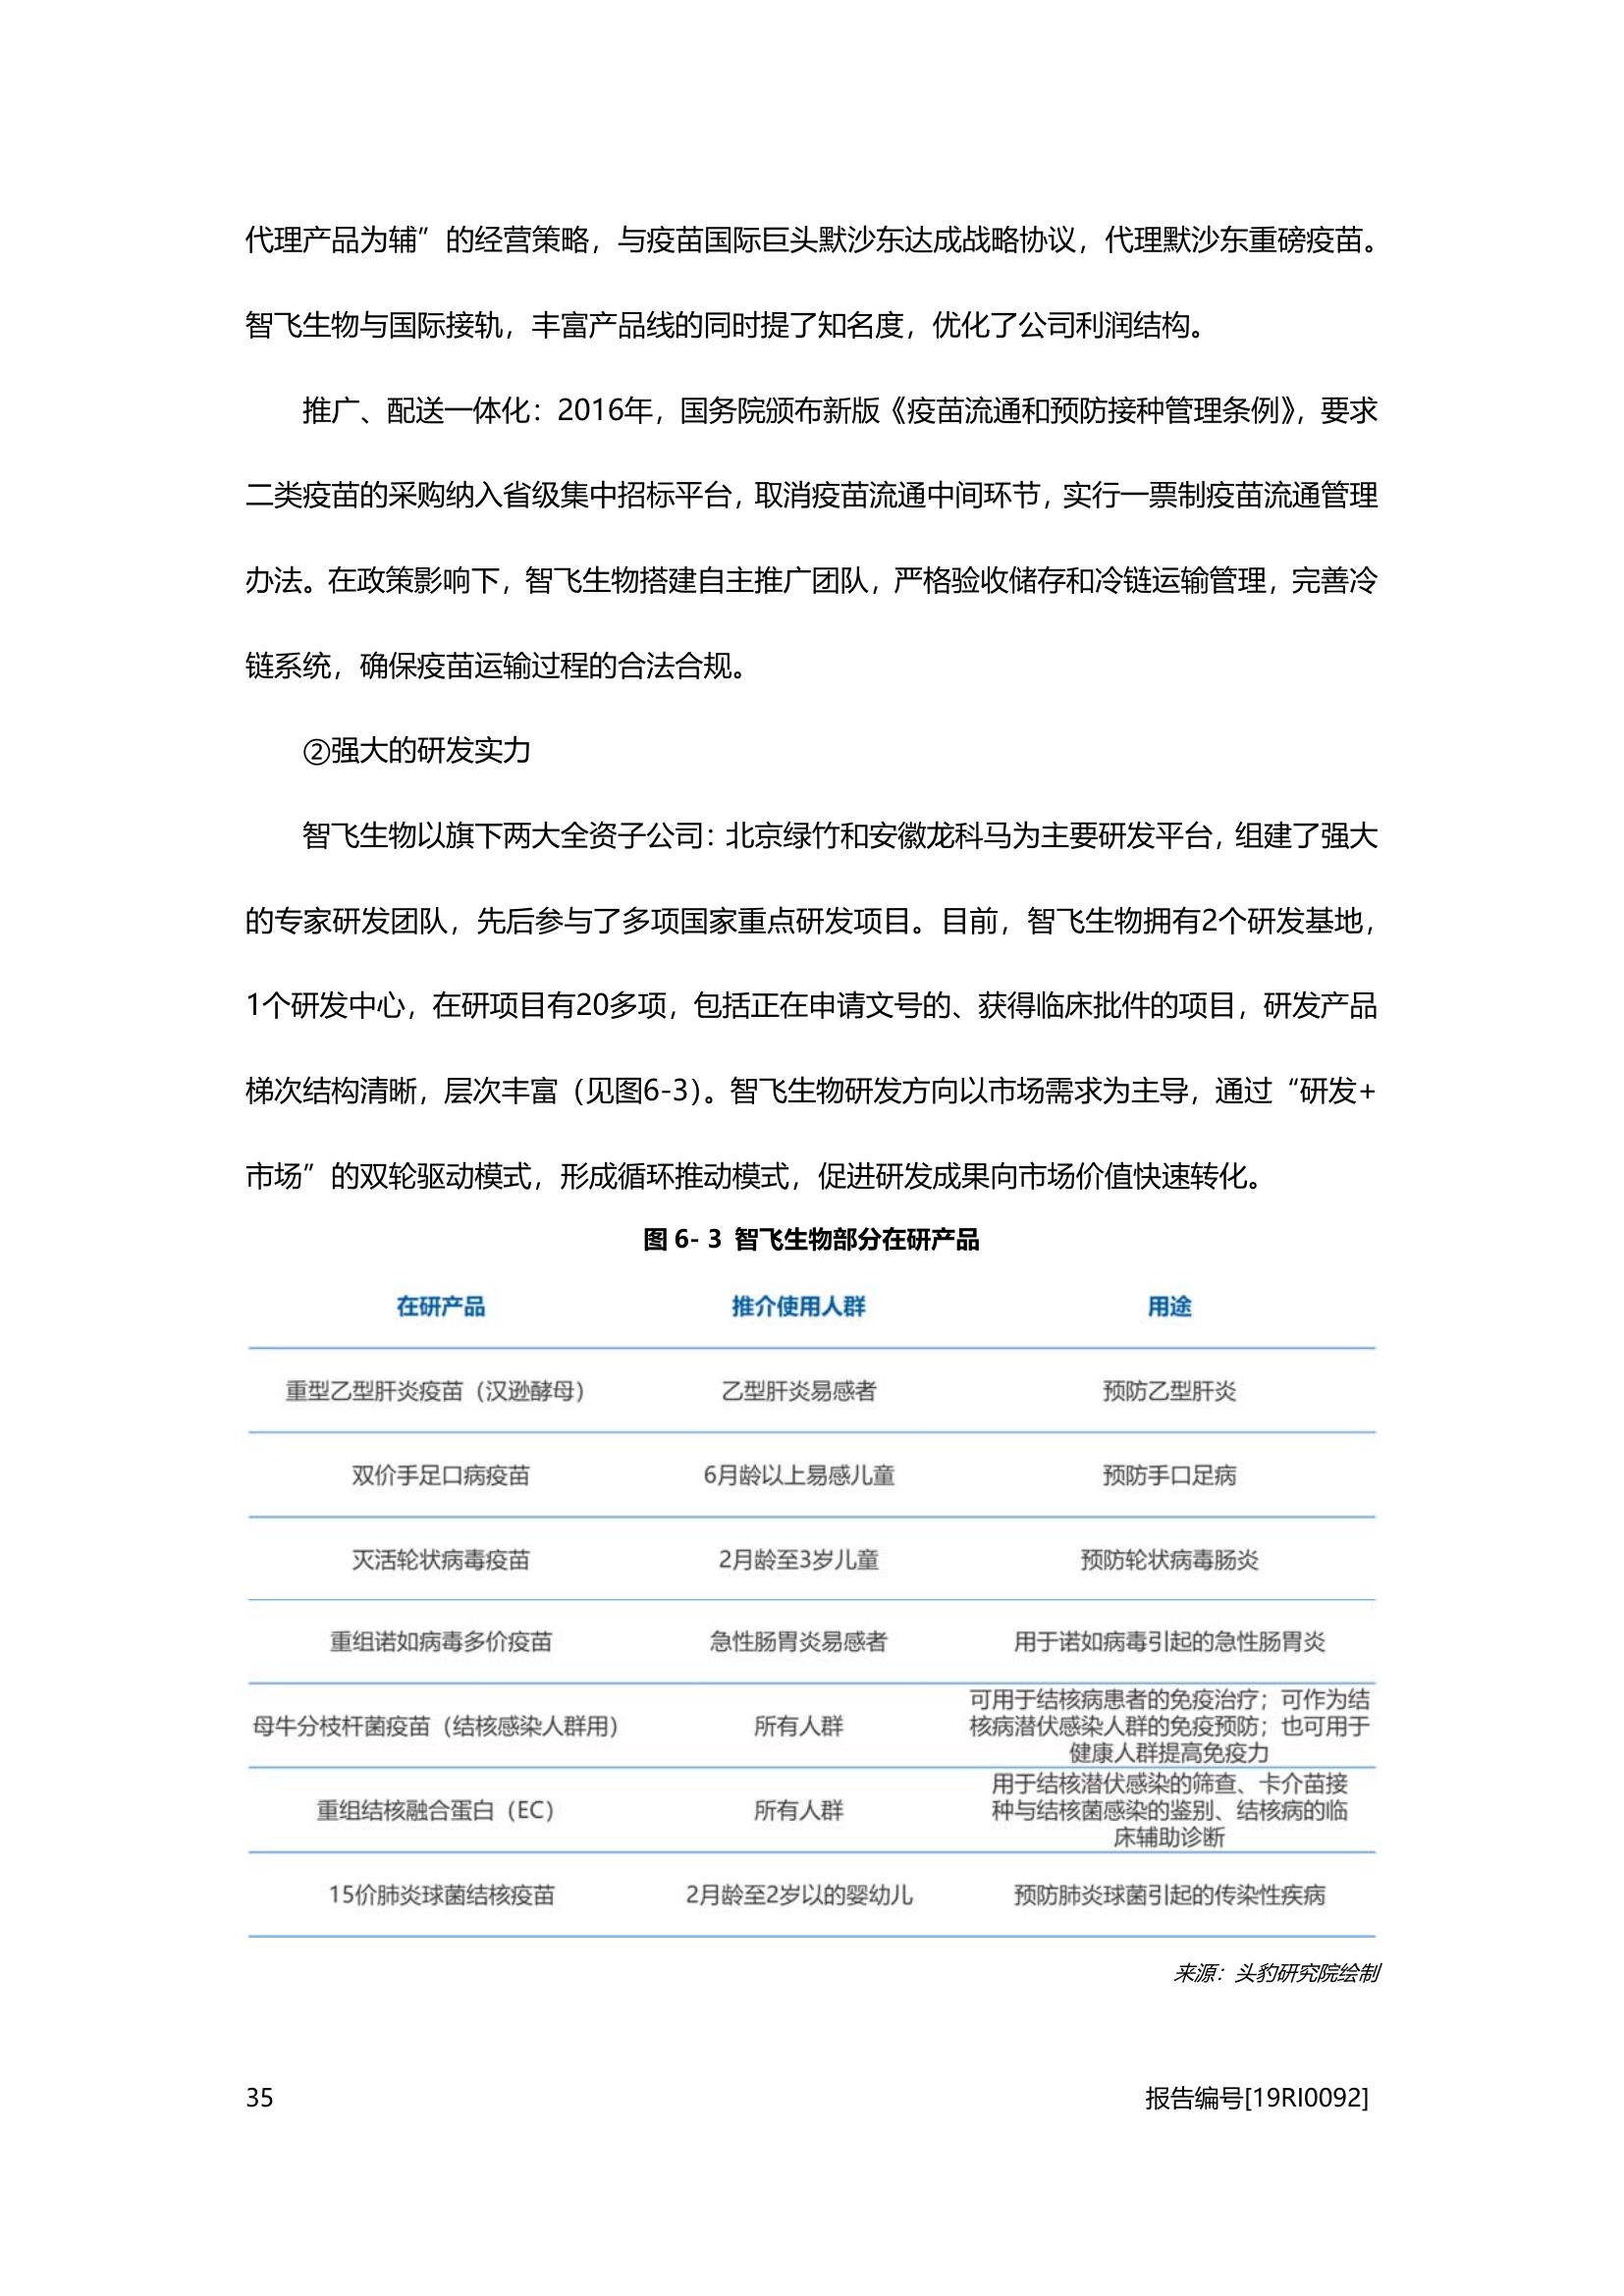 代理产品为辅”的经营策略，与疫苗国际巨头默沙东达成战略协议，代理默沙东重磅疫苗。
智飞生物与国际接轨，丰富产品线的同时提了知名度，优化了公司利润结构。
推广、配送一体化：2016年，国务院颁布新版《疫苗流通和预防接种管理条例》，要求
二类疫苗的采购纳入省级集中招标平台，取消疫苗流通中间环节，实行一票制疫苗流通管理
办法。在政策影响下，智飞生物搭建自主推广团队，严格验收储存和冷链运输管理，完善冷
链系统，确保疫苗运输过程的合法合规。
②强大的研发实力
智飞生物以旗下两大全资子公司：北京绿竹和安徽龙科马为主要研发平台，组建了强大
的专家研发团队，先后参与了多项国家重点研发项目。目前，智飞生物拥有2个研发基地，
1个研发中心，在研项目有20多项，包括正在申请文号的、获得临床批件的项目，研发产品
梯次结构清晰，层次丰富（见图6-3）。智飞生物研发方向以市场需求为主导，通过“研发+
市场”的双轮驱动模式，形成循环推动模式，促进研发成果向市场价值快速转化。
图 6- 3 智飞生物部分在研产品
在研产品 推介使用人群 用途
重型乙型肝炎疫苗（汉逊酵母） 乙型肝炎易感者 预防乙型肝炎
双价手足口病疫苗 6月龄以上易感儿童 预防手口足病
灭活轮状病毒疫苗 2月龄至3岁儿童 预防轮状病毒肠炎
重组诺如病毒多价疫苗 急性肠胃炎易感者 用于诺如病毒引起的急性肠胃炎
母牛分枝杆菌疫苗（结核感染人群用） 所有人群 可用于结核病患者的免疫治疗；可作为结
核病潜伏感染人群的免疫预防；也可用于
健康人群提高免疫力
重组结核融合蛋白（EC） 所有人群 用于结核潜伏感染的筛查、卡介苗接
种与结核菌感染的鉴别、结核病的临
床辅助诊断
15价肺炎球菌结核疫苗 2月龄至2岁以的婴幼儿 预防肺炎球菌引起的传染性疾病
来源：头豹研究院绘制
35 报告编号[19RI0092]